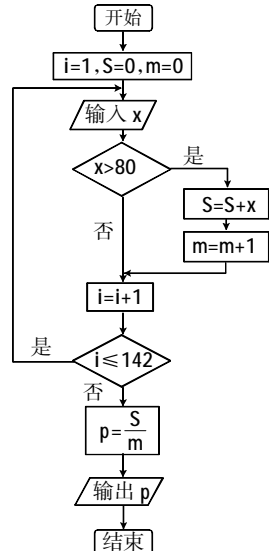 开始
i=1,S=0,m=0
输入 x
x>80
是
S=S+x
否
m=m+1
i=i+1
是
i≤142
否
p=S/m
输出 p
结束